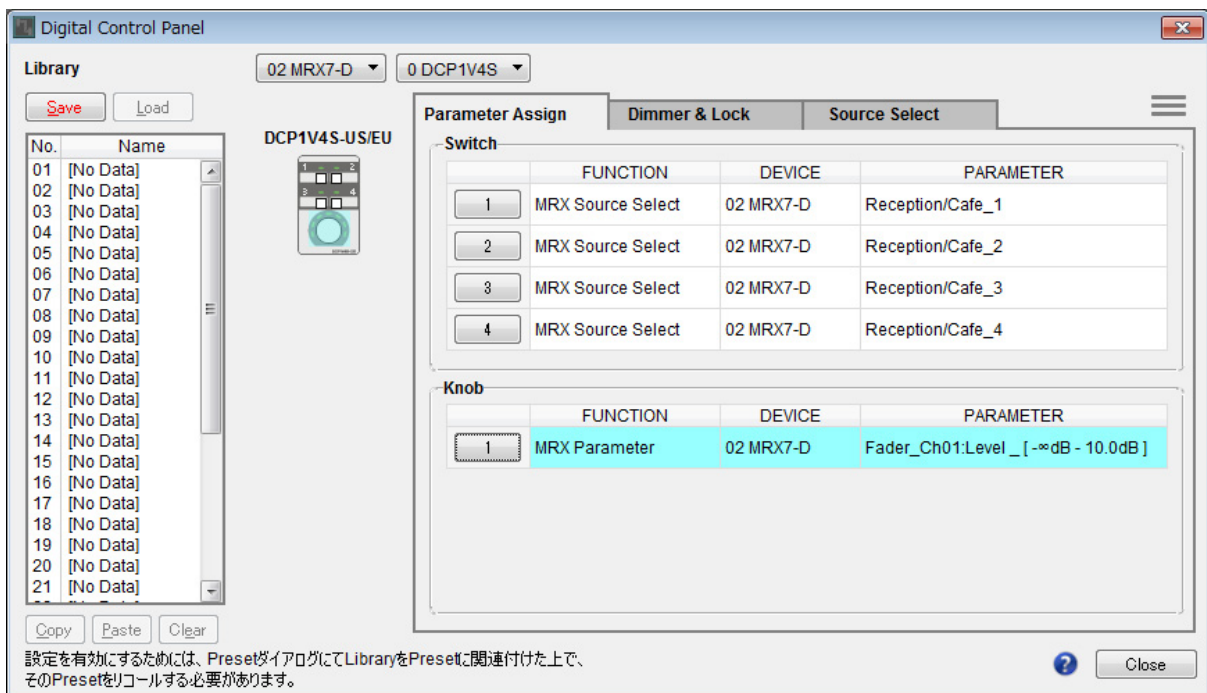 Digital Control Panel
Library
02 MRX7-D
0 DCP1V4S
Save
Load
No. Name
01 [No Data]
02 [No Data]
03 [No Data]
04 [No Data]
05 [No Data]
06 [No Data]
07 [No Data]
08 [No Data]
09 [No Data]
10 [No Data]
11 [No Data]
12 [No Data]
13 [No Data]
14 [No Data]
15 [No Data]
16 [No Data]
17 [No Data]
18 [No Data]
19 [No Data]
20 [No Data]
21 [No Data]
Copy
Paste
Clear
DCP1V4S-US/EU
1 2
3 4
Parameter Assign
Dimmer & Lock
Source Select
Switch
FUNCTION DEVICE PARAMETER
1 MRX Source Select 02 MRX7-D Reception/Cafe_1
2 MRX Source Select 02 MRX7-D Reception/Cafe_2
3 MRX Source Select 02 MRX7-D Reception/Cafe_3
4 MRX Source Select 02 MRX7-D Reception/Cafe_4
Knob
FUNCTION DEVICE PARAMETER
1 MRX Parameter 02 MRX7-D Fader_Ch01:Level _ [ -∞dB - 10.0dB ]
設定を有効にするためには、PresetダイアログにてLibraryをPresetに関連付けた上で、
そのPresetをリコールする必要があります。
?
Close